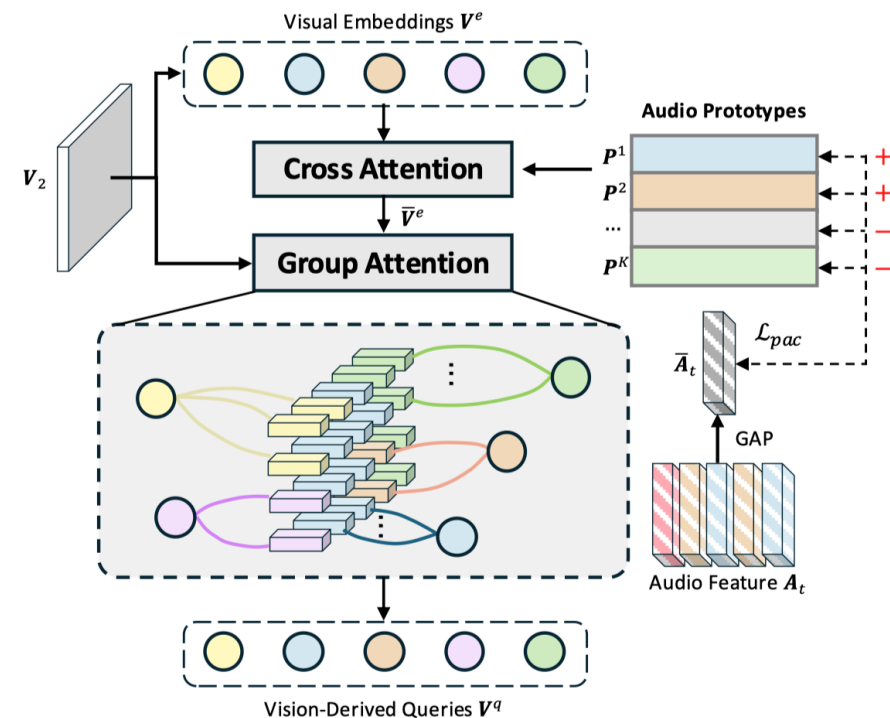 Visual Embeddings V^e
Audio Prototypes
V_2
Cross Attention
P^1
+
P^2
+
...
−
P^K
−
V̄^e
Group Attention
ℒ_pac
Ā_t
GAP
Audio Feature A_t
Vision-Derived Queries V^q